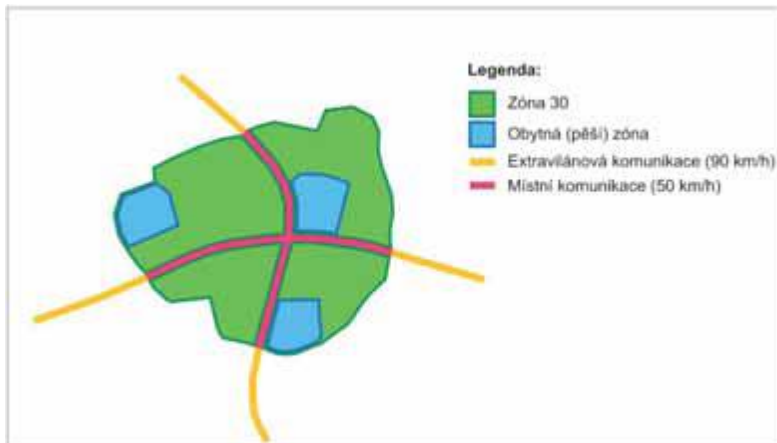 Legenda:
Zóna 30
Obytná (pěší) zóna
Extravilánová komunikace (90 km/h)
Místní komunikace (50 km/h)